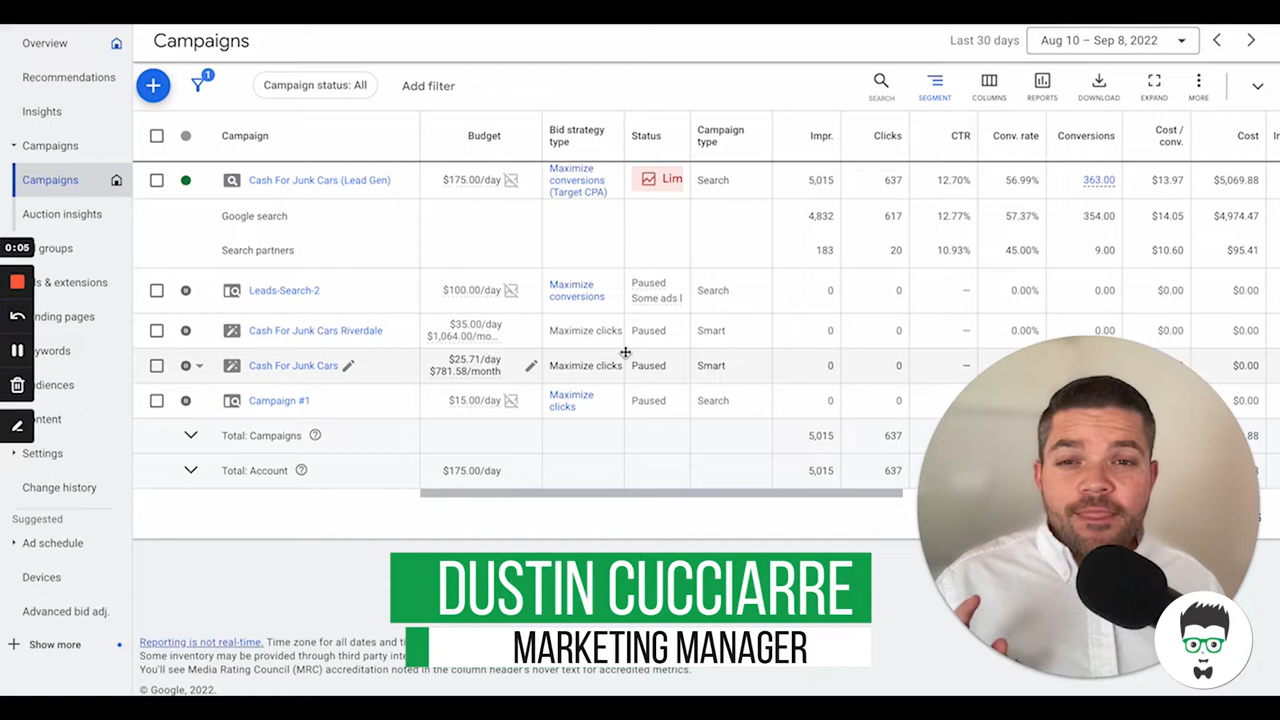 Overview
Recommendations
Insights
Campaigns
Campaigns
Auction insights
groups
& extensions
pages
Settings
Change history
Suggested
Ad schedule
Devices
Advanced bid adj.
Show more
0:05
Campaigns
Last 30 days
Aug 10 – Sep 8, 2022
1
Campaign status: All
Add filter
SEARCH
SEGMENT
COLUMNS
REPORTS
DOWNLOAD
EXPAND
MORE
Campaign Budget Bid strategy type Status Campaign type Impr. Clicks CTR Conv. rate Conversions Cost / conv. Cost
Cash For Junk Cars (Lead Gen) $175.00/day Maximize conversions (Target CPA) Lim Search 5,015 637 12.70% 56.99% 363.00 $13.97 $5,069.88
Google search 4,832 617 12.77% 57.37% 354.00 $14.05 $4,974.47
Search partners 183 20 10.93% 45.00% 9.00 $10.60 $95.41
Leads-Search-2 $100.00/day Maximize conversions Paused Some ads l Search 0 0 – 0.00% 0.00 $0.00 $0.00
Cash For Junk Cars Riverdale $35.00/day $1,064.00/mo... Maximize clicks Paused Smart 0 0 – 0.00% 0.00 $0.00 $0.00
Cash For Junk Cars $25.71/day $781.58/month Maximize clicks Paused Smart 0 0 – $0.00
Campaign #1 $15.00/day Maximize clicks Paused Search 0 0 $0.00
Total: Campaigns 5,015 637 .88
Total: Account $175.00/day 5,015 637
DUSTIN CUCCIARRE
MARKETING MANAGER
Reporting is not real-time. Time zone for all dates and
Some inventory may be provided through third party
You'll see Media Rating Council (MRC) accreditation noted in the column header's hover text for accredited metrics.
© Google, 2022.